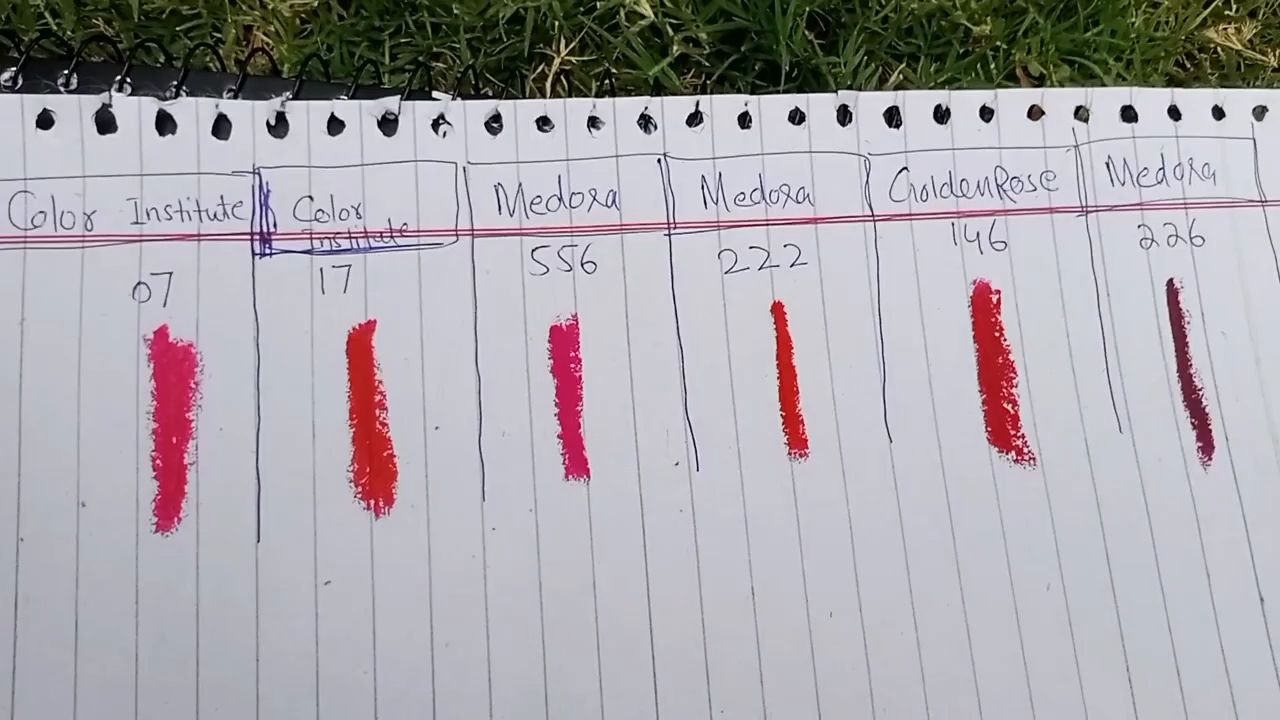 Color Institute
07
Color
Institute
17
Medora
556
Medora
222
GoldenRose
146
Medora
226